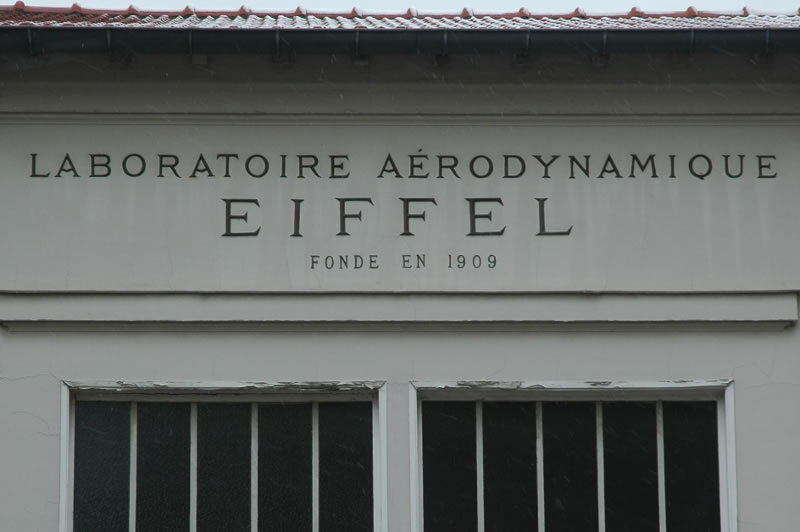 LABORATOIRE AÉRODYNAMIQUE
EIFFEL
FONDE EN 1909